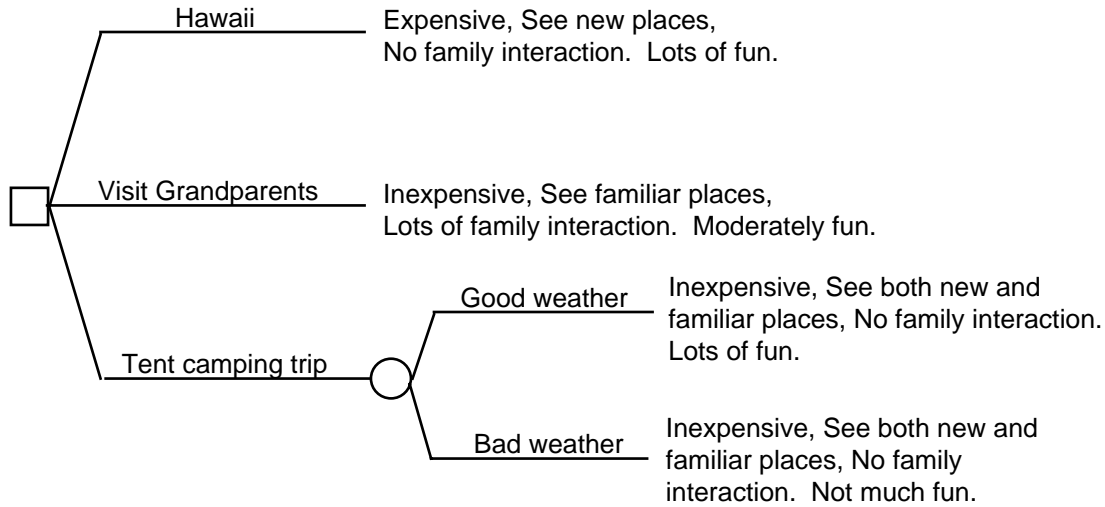 Hawaii
Expensive, See new places,
No family interaction.  Lots of fun.
Visit Grandparents
Inexpensive, See familiar places,
Lots of family interaction.  Moderately fun.
Tent camping trip
Good weather
Inexpensive, See both new and
familiar places, No family interaction.
Lots of fun.
Bad weather
Inexpensive, See both new and
familiar places, No family
interaction.  Not much fun.